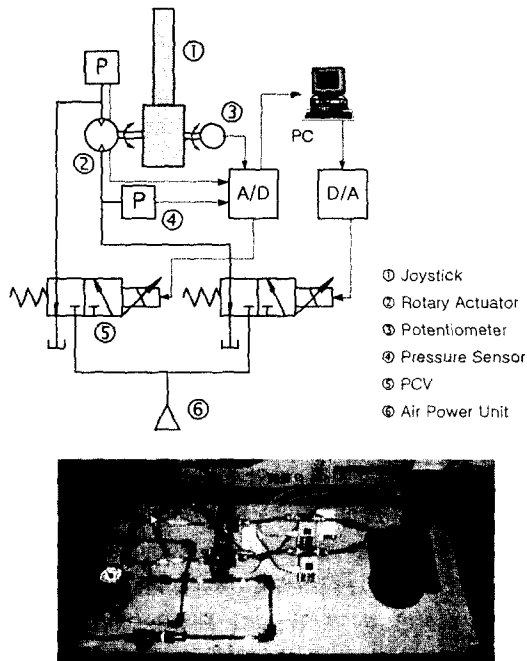 ①
P
③
PC
②
A/D
D/A
P
④
① Joystick
② Rotary Actuator
③ Potentiometer
④ Pressure Sensor
⑤ PCV
⑥ Air Power Unit
⑤
⑥